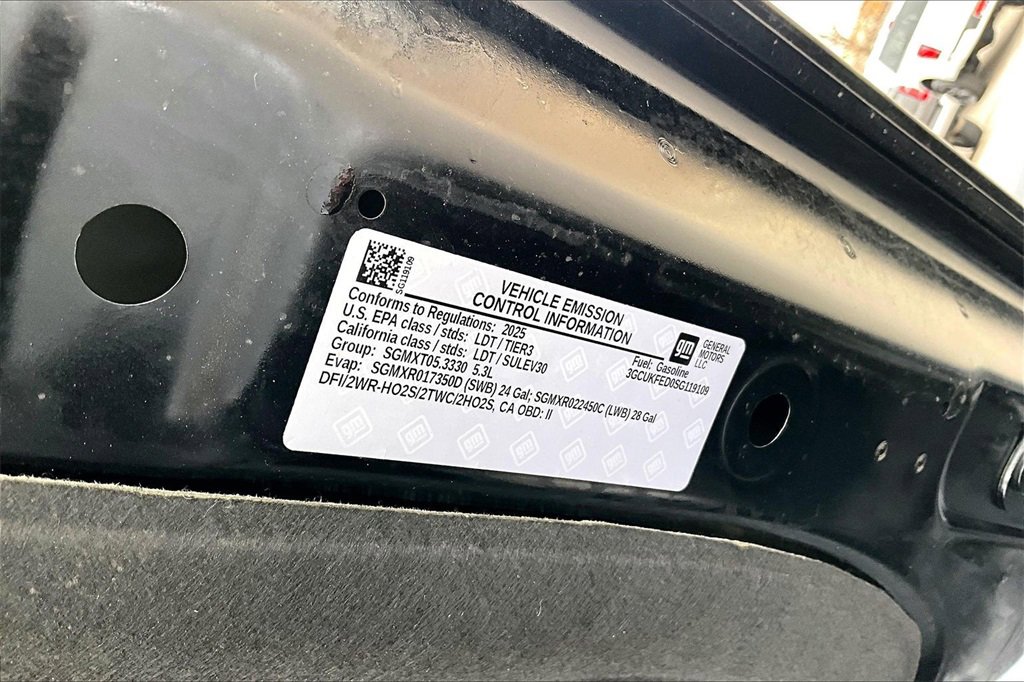 SG119109
VEHICLE EMISSION
CONTROL INFORMATION
gm
GENERAL
MOTORS
LLC
Conforms to Regulations: 2025
Fuel: Gasoline
U.S. EPA class / stds: LDT / TIER3
3GCUKFED0SG119109
California class / stds: LDT / SULEV30
Group: SGMXT05.3330 5.3L
Evap: SGMXR017350D (SWB) 24 Gal; SGMXR022450C (LWB) 28 Gal
DFI/2WR-HO2S/2TWC/2HO2S, CA OBD: II